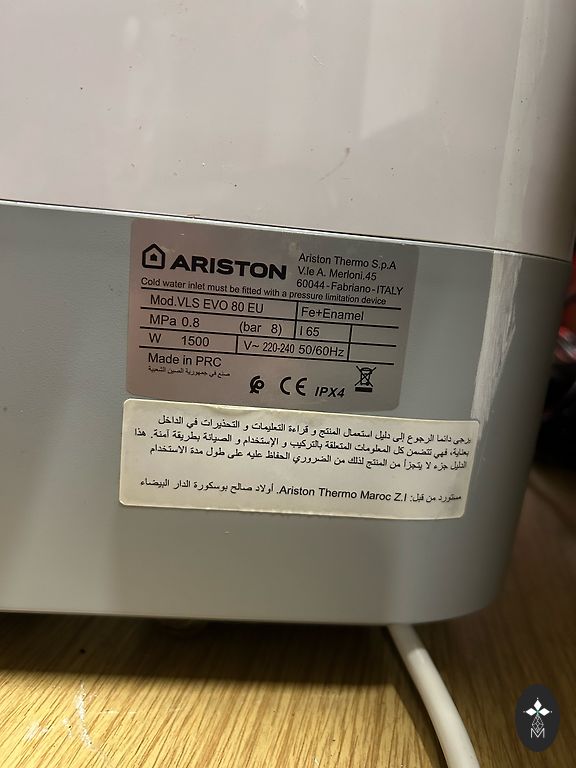 ARISTON
Ariston Thermo S.p.A
V.le A. Merloni.45
60044-Fabriano-ITALY
Cold water inlet must be fitted with a pressure limitation device
Mod.VLS EVO 80 EU Fe+Enamel
MPa 0.8 (bar 8) l 65
W 1500 V~ 220-240 50/60Hz
Made in PRC
صنع في جمهورية الصين الشعبية
CE IPX4
يرجى دائما الرجوع إلى دليل استعمال المنتج و قراءة التعليمات و التحذيرات في الداخل
بعناية، فهي تتضمن كل المعلومات المتعلقة بالتركيب و الإستخدام و الصيانة بطريقة آمنة. هذا
الدليل جزء لا يتجزأ من المنتج لذلك من الضروري الحفاظ عليه على طول مدة الاستخدام
مستورد من قبل: Ariston Thermo Maroc Z.I. أولاد صالح بوسكورة الدار البيضاء
M